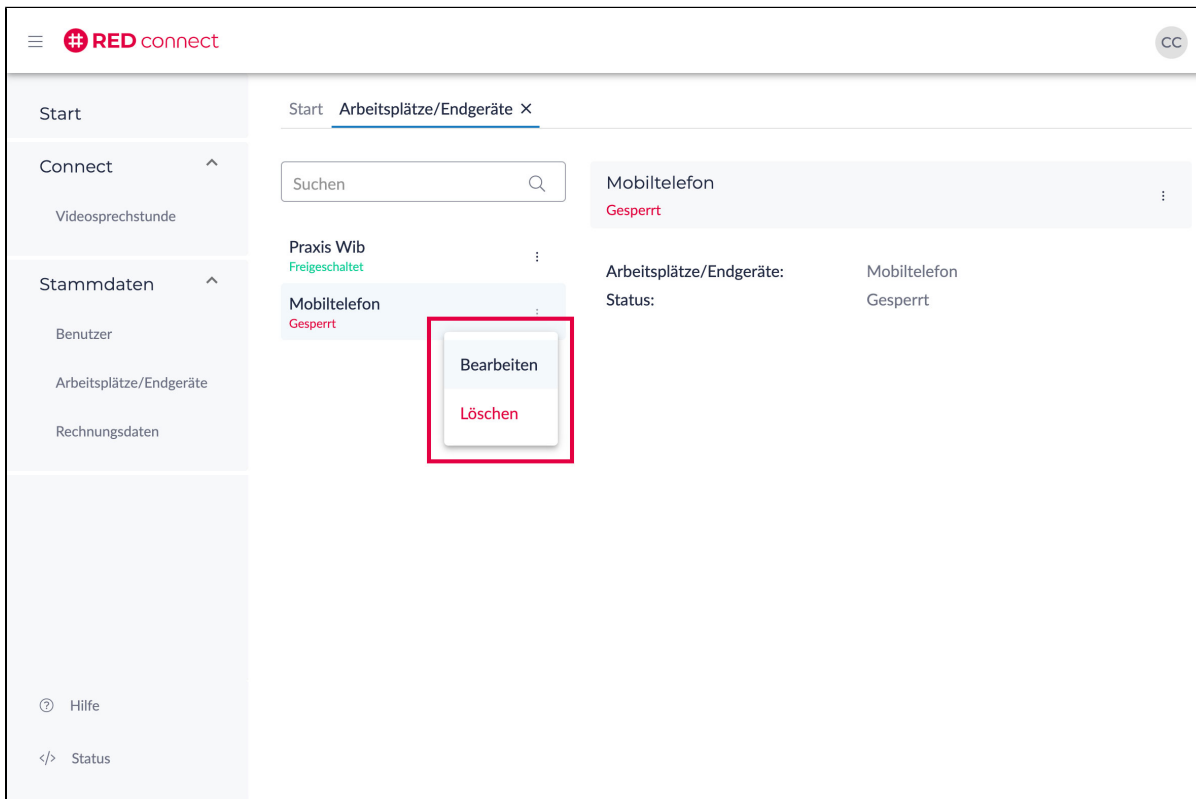 RED connect
CC
Start
Connect
Videosprechstunde
Stammdaten
Benutzer
Arbeitsplätze/Endgeräte
Rechnungsdaten
Hilfe
</> Status
Start Arbeitsplätze/Endgeräte ×
Suchen
Praxis Wib
Freigeschaltet
Mobiltelefon
Gesperrt
Bearbeiten
Löschen
Mobiltelefon
Gesperrt
Arbeitsplätze/Endgeräte: Mobiltelefon
Status: Gesperrt